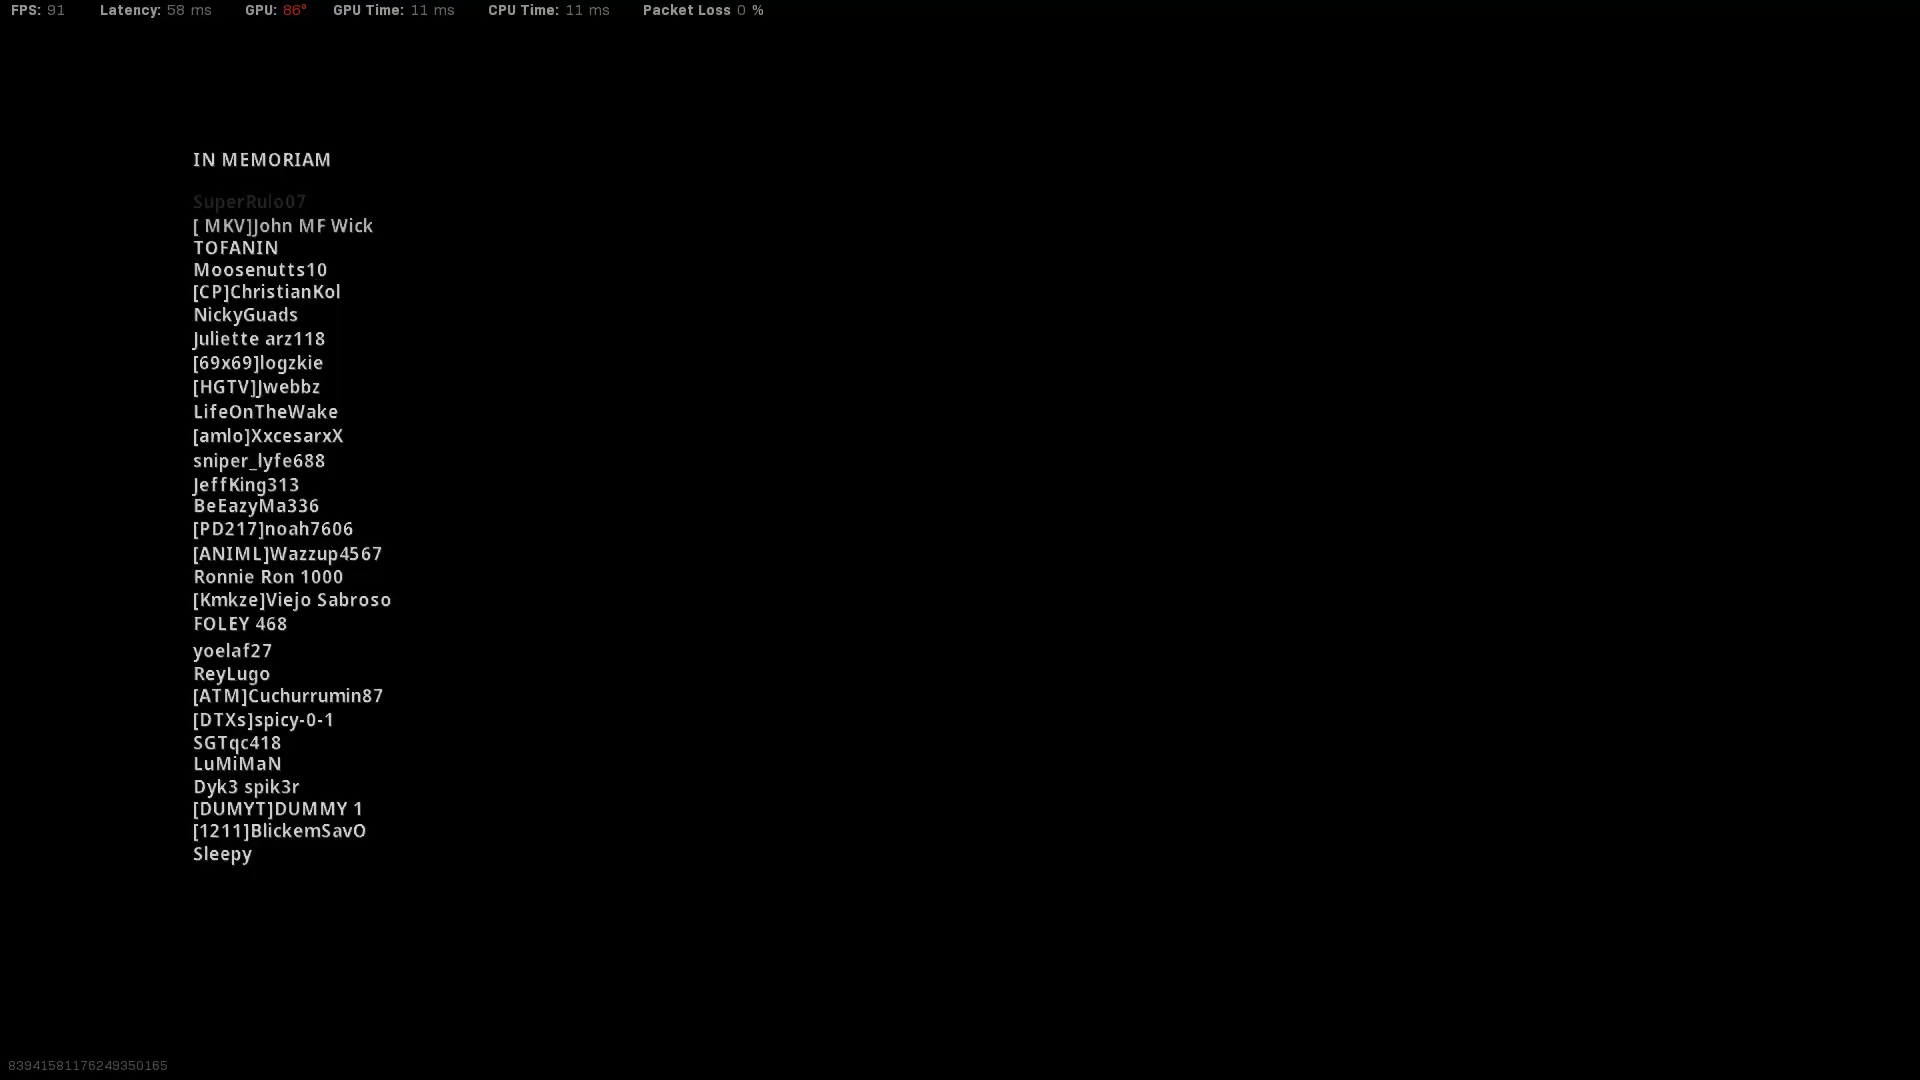 FPS: 91 Latency: 58 ms GPU: 86° GPU Time: 11 ms CPU Time: 11 ms Packet Loss 0 %
IN MEMORIAM
SuperRulo07
[ MKV]John MF Wick
TOFANIN
Moosenutts10
[CP]ChristianKol
NickyGuads
Juliette arz118
[69x69]logzkie
[HGTV]Jwebbz
LifeOnTheWake
[amlo]XxcesarxX
sniper_lyfe688
JeffKing313
BeEazyMa336
[PD217]noah7606
[ANIML]Wazzup4567
Ronnie Ron 1000
[Kmkze]Viejo Sabroso
FOLEY 468
yoelaf27
ReyLugo
[ATM]Cuchurrumin87
[DTXs]spicy-0-1
SGTqc418
LuMiMaN
Dyk3 spik3r
[DUMYT]DUMMY 1
[1211]BlickemSavO
Sleepy
83941581176249350165